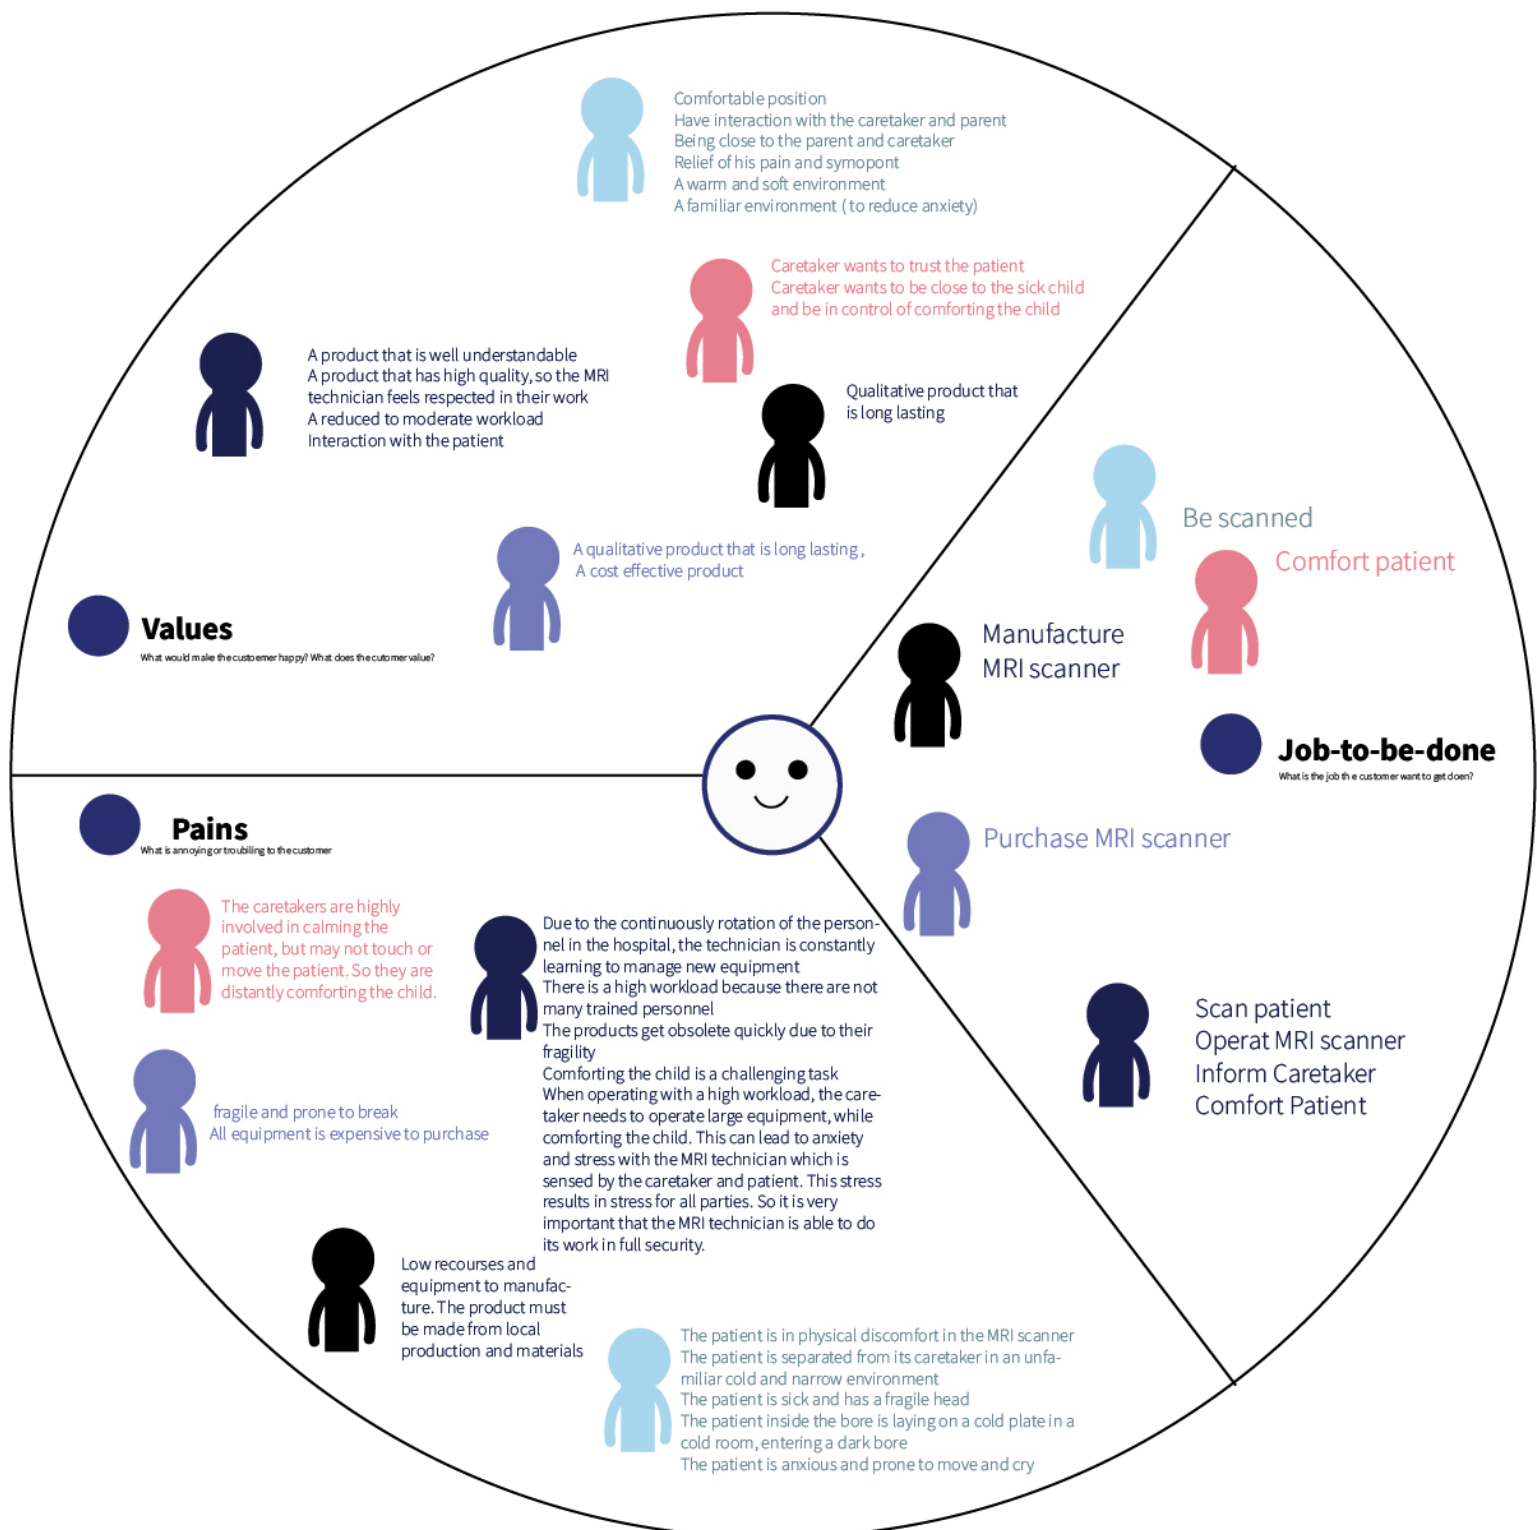 Comfortable position
Have interaction with the caretaker and parent
Being close to the parent and caretaker
Relief of his pain and symopont
A warm and soft environment
A familiar environment ( to reduce anxiety)
Caretaker wants to trust the patient
Caretaker wants to be close to the sick child
and be in control of comforting the child
A product that is well understandable
A product that has high quality, so the MRI
technician feels respected in their work
A reduced to moderate workload
Interaction with the patient
Qualitative product that
is long lasting
A qualitative product that is long lasting ,
A cost effective product
Values
What would make the custoemer happy? What does the cutomer value?
Be scanned
Comfort patient
Manufacture
MRI scanner
Job-to-be-done
What is the job th e customer want to get doen?
Purchase MRI scanner
Scan patient
Operat MRI scanner
Inform Caretaker
Comfort Patient
Pains
What is annoying or troubiling to the customer
The caretakers are highly
involved in calming the
patient, but may not touch or
move the patient. So they are
distantly comforting the child.
Due to the continuously rotation of the person-
nel in the hospital, the technician is constantly
learning to manage new equipment
There is a high workload because there are not
many trained personnel
The products get obsolete quickly due to their
fragility
Comforting the child is a challenging task
When operating with a high workload, the care-
taker needs to operate large equipment, while
comforting the child. This can lead to anxiety
and stress with the MRI technician which is
sensed by the caretaker and patient. This stress
results in stress for all parties. So it is very
important that the MRI technician is able to do
its work in full security.
fragile and prone to break
All equipment is expensive to purchase
Low recourses and
equipment to manufac-
ture. The product must
be made from local
production and materials
The patient is in physical discomfort in the MRI scanner
The patient is separated from its caretaker in an unfa-
miliar cold and narrow environment
The patient is sick and has a fragile head
The patient inside the bore is laying on a cold plate in a
cold room, entering a dark bore
The patient is anxious and prone to move and cry